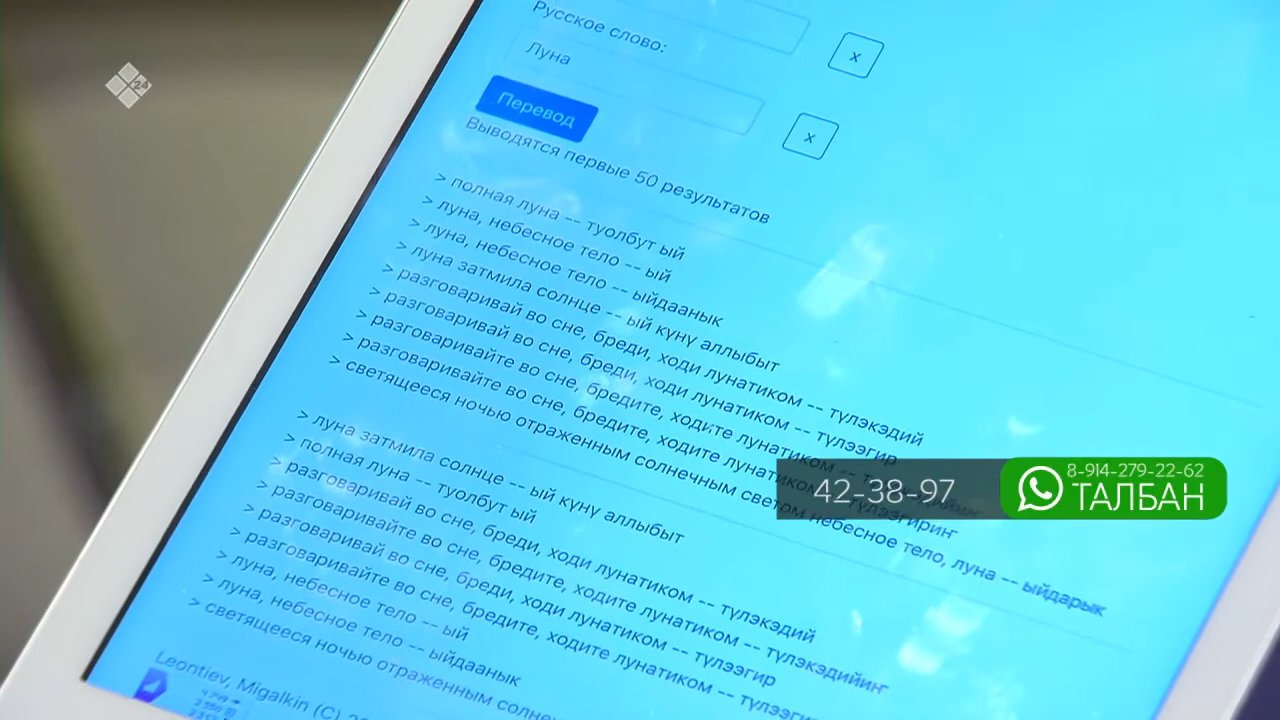 Русское слово:
x
24
Луна
Перевод
x
Выводятся первые 50 результатов
> полная луна -- туолбут ый
> луна, небесное тело -- ый
> луна, небесное тело -- ыйдаанык
> луна затмила солнце -- ый күнү аллыбыт
> разговаривай во сне, бреди, ходи лунатиком -- түлэкэдий
> разговаривай во сне, бреди, ходи лунатиком -- түлээгир
> разговаривайте во сне, бредите, ходите лунатиком --
> разговаривайте во сне, бредите, ходите лунатиком -- түлээгириҥ
> светящееся ночью отраженным солнечным светом небесное тело, луна -- ыйдарык
> луна затмила солнце -- ый күнү аллыбыт
> полная луна -- туолбут ый
> разговаривай во сне, бреди, ходи лунатиком -- түлэкэдий
> разговаривайте во сне, бредите, ходите лунатиком -- түлэкэдийиҥ
> разговаривай во сне, бреди, ходи лунатиком -- түлээгир
> разговаривайте во сне, бредите, ходите лунатиком --
> луна, небесное тело -- ый
> луна, небесное тело -- ыйдаанык
> светящееся ночью отраженным
Leontiev, Migalkin (C)
42-38-97
8-914-279-22-62
ТАЛБАН